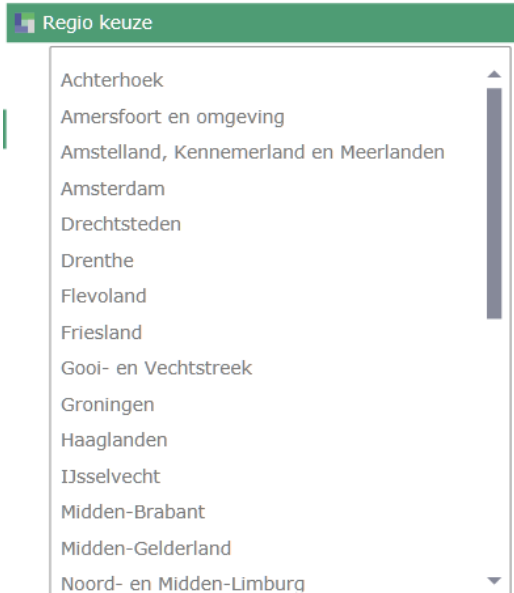 Regio keuze
Achterhoek
Amersfoort en omgeving
Amstelland, Kennemerland en Meerlanden
Amsterdam
Drechtsteden
Drenthe
Flevoland
Friesland
Gooi- en Vechtstreek
Groningen
Haaglanden
IJsselvecht
Midden-Brabant
Midden-Gelderland
Noord- en Midden-Limburg